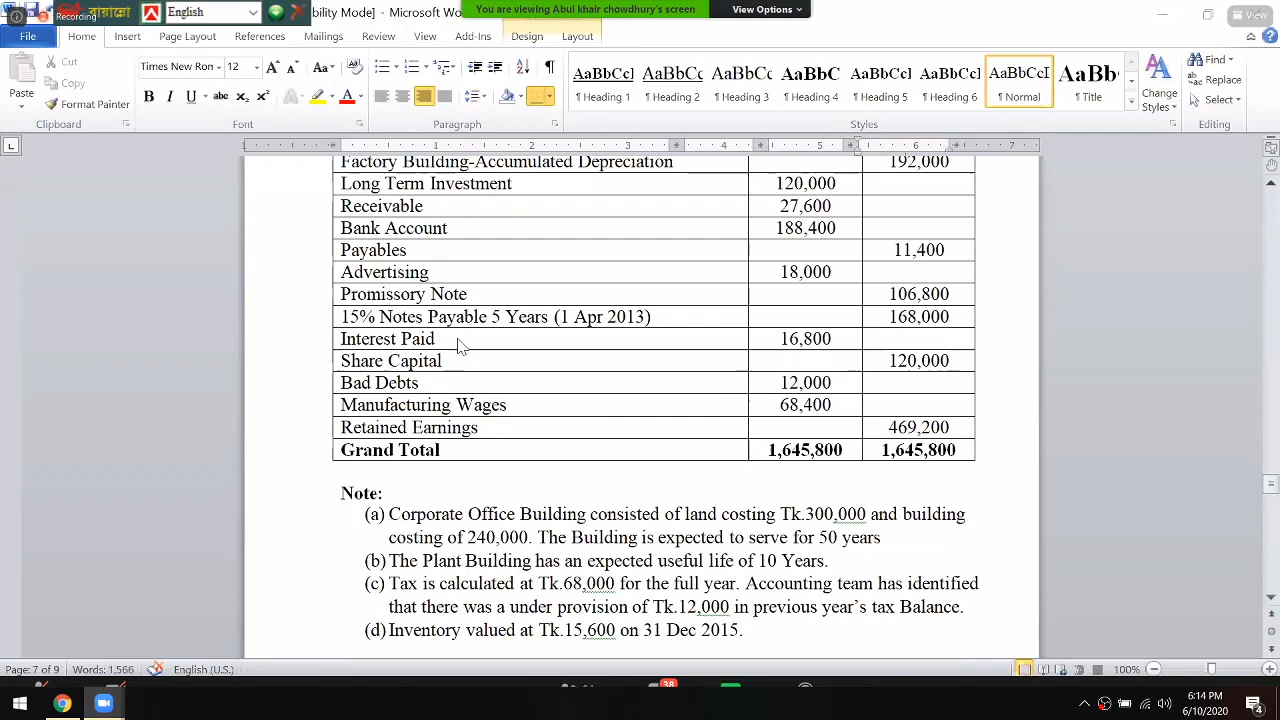 Recording
বায়ান্নো
English
bility Mode] - Microsoft Wor
You are viewing Abul khair chowdhury's screen
View Options
View
File Home Insert Page Layout References Mailings Review View Add-Ins Design Layout
Paste
Cut
Copy
Format Painter
Clipboard
Times New Ron 12
Font
Paragraph
AaBbCcI AaBbCcI AaBbCcI AaBbC AaBbCcI AaBbCcI AaBbCcI AaBb
Heading 1 Heading 2 Heading 3 Heading 4 Heading 5 Heading 6 Normal Title
Change Styles
Styles
Find
Replace
Select
Editing
Factory Building-Accumulated Depreciation 192,000
Long Term Investment 120,000
Receivable 27,600
Bank Account 188,400
Payables 11,400
Advertising 18,000
Promissory Note 106,800
15% Notes Payable 5 Years (1 Apr 2013) 168,000
Interest Paid 16,800
Share Capital 120,000
Bad Debts 12,000
Manufacturing Wages 68,400
Retained Earnings 469,200
Grand Total 1,645,800 1,645,800
Note:
(a) Corporate Office Building consisted of land costing Tk.300,000 and building
costing of 240,000. The Building is expected to serve for 50 years
(b) The Plant Building has an expected useful life of 10 Years.
(c) Tax is calculated at Tk.68,000 for the full year. Accounting team has identified
that there was a under provision of Tk.12,000 in previous year's tax Balance.
(d) Inventory valued at Tk.15,600 on 31 Dec 2015.
Page: 7 of 9 Words: 1,566 English (U.S.) 100%
38
6:14 PM
6/10/2020
4